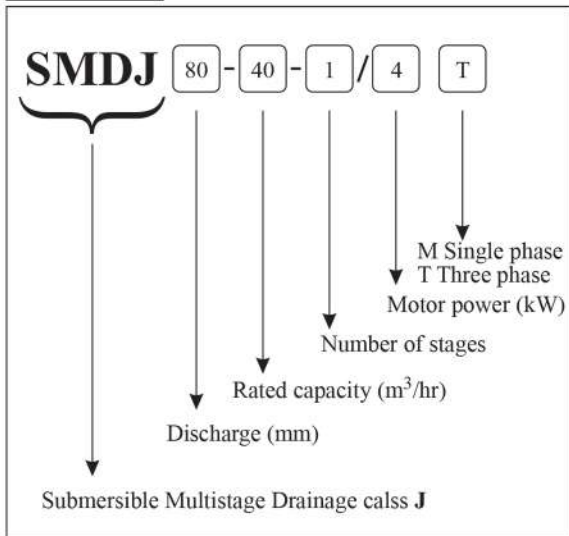 SMDJ 80 - 40 - 1 / 4 T
M Single phase
T Three phase
Motor power (kW)
Number of stages
Rated capacity (m³/hr)
Discharge (mm)
Submersible Multistage Drainage calss J